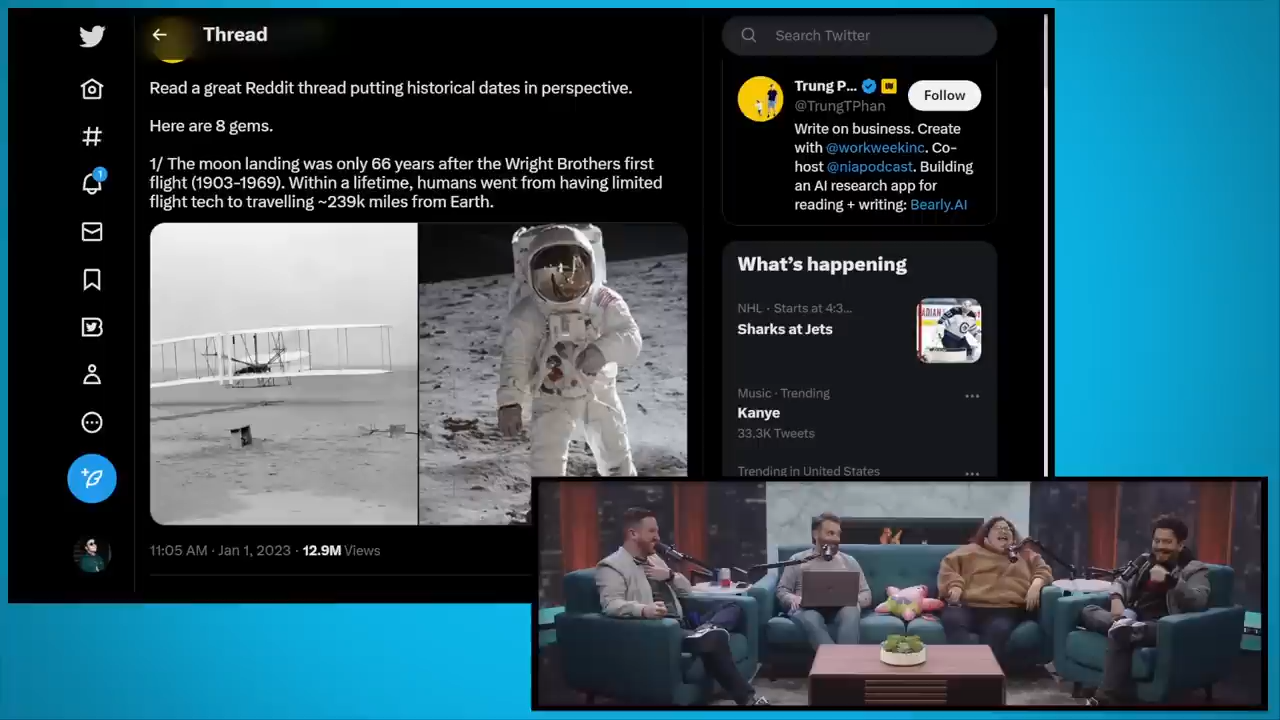 Thread
Read a great Reddit thread putting historical dates in perspective.
Here are 8 gems.
1/ The moon landing was only 66 years after the Wright Brothers first
flight (1903-1969). Within a lifetime, humans went from having limited
flight tech to travelling ~239k miles from Earth.
11:05 AM · Jan 1, 2023 · 12.9M Views
1
Search Twitter
Trung P...
@TrungTPhan
Follow
Write on business. Create
with @workweekinc. Co-
host @niapodcast. Building
an AI research app for
reading + writing: Bearly.AI
What's happening
NHL · Starts at 4:3...
Sharks at Jets
Music · Trending
Kanye
33.3K Tweets
Trending in United States